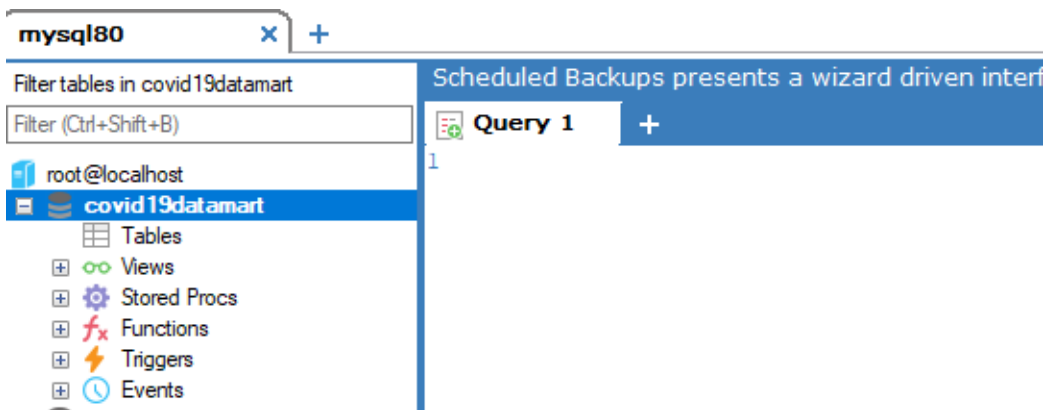 mysql80
Filter tables in covid19datamart
Filter (Ctrl+Shift+B)
root@localhost
covid19datamart
Tables
Views
Stored Procs
Functions
Triggers
Events
Scheduled Backups presents a wizard driven interf
Query 1
1